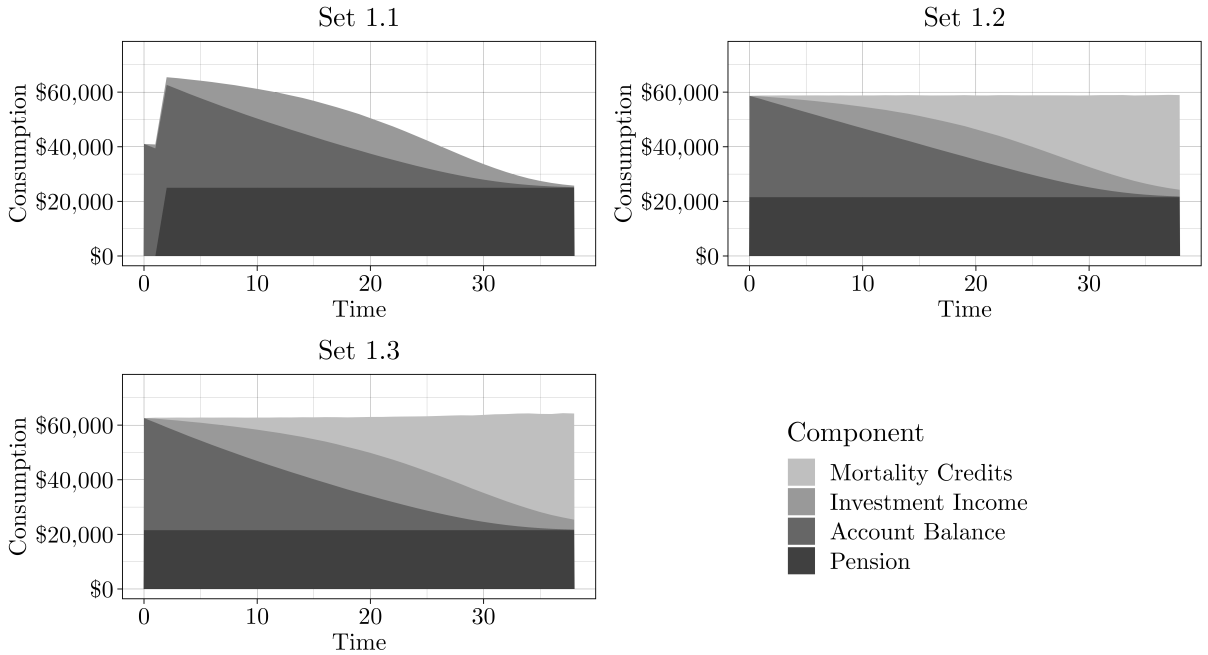 Set 1.1
Consumption
$60,000
$40,000
$20,000
$0
0 10 20 30
Time
Set 1.2
Consumption
$60,000
$40,000
$20,000
$0
0 10 20 30
Time
Set 1.3
Consumption
$60,000
$40,000
$20,000
$0
0 10 20 30
Time
Component
Mortality Credits
Investment Income
Account Balance
Pension